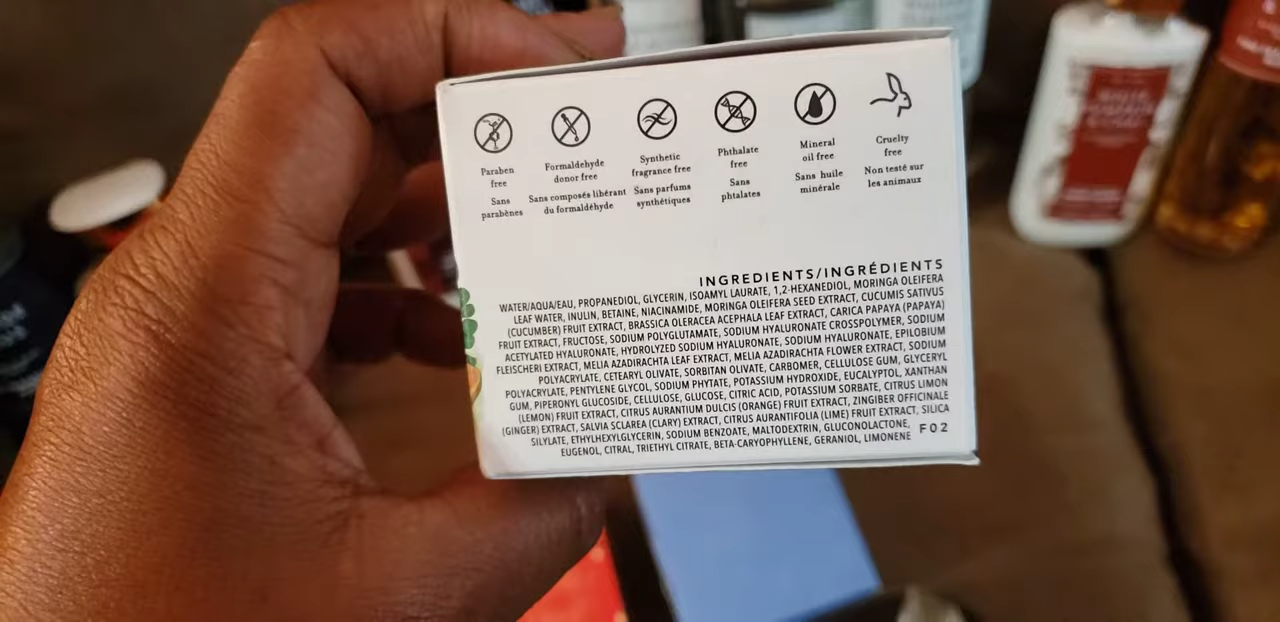 Paraben
free
Sans
parabènes
Formaldehyde
donor free
Sans composés libérant
du formaldéhyde
Synthetic
fragrance free
Sans parfums
synthétiques
Phthalate
free
Sans
phtalates
Mineral
oil free
Sans huile
minérale
Cruelty
free
Non testé sur
les animaux
INGREDIENTS/INGRÉDIENTS
WATER/AQUA/EAU, PROPANEDIOL, GLYCERIN, ISOAMYL LAURATE, 1,2-HEXANEDIOL, MORINGA OLEIFERA
LEAF WATER, INULIN, BETAINE, NIACINAMIDE, MORINGA OLEIFERA SEED EXTRACT, CUCUMIS SATIVUS
(CUCUMBER) FRUIT EXTRACT, BRASSICA OLERACEA ACEPHALA LEAF EXTRACT, CARICA PAPAYA (PAPAYA)
FRUIT EXTRACT, FRUCTOSE, SODIUM POLYGLUTAMATE, SODIUM HYALURONATE CROSSPOLYMER, SODIUM
ACETYLATED HYALURONATE, HYDROLYZED SODIUM HYALURONATE, SODIUM HYALURONATE, EPILOBIUM
FLEISCHERI EXTRACT, MELIA AZADIRACHTA LEAF EXTRACT, MELIA AZADIRACHTA FLOWER EXTRACT, SODIUM
POLYACRYLATE, CETEARYL OLIVATE, SORBITAN OLIVATE, CARBOMER, CELLULOSE GUM, GLYCERYL
POLYACRYLATE, PENTYLENE GLYCOL, SODIUM PHYTATE, POTASSIUM HYDROXIDE, EUCALYPTOL, XANTHAN
GUM, PIPERONYL GLUCOSIDE, CELLULOSE, GLUCOSE, CITRIC ACID, POTASSIUM SORBATE, CITRUS LIMON
(LEMON) FRUIT EXTRACT, CITRUS AURANTIUM DULCIS (ORANGE) FRUIT EXTRACT, ZINGIBER OFFICINALE
(GINGER) EXTRACT, SALVIA SCLAREA (CLARY) EXTRACT, CITRUS AURANTIFOLIA (LIME) FRUIT EXTRACT, SILICA
SILYLATE, ETHYLHEXYLGLYCERIN, SODIUM BENZOATE, MALTODEXTRIN, GLUCONOLACTONE,
EUGENOL, CITRAL, TRIETHYL CITRATE, BETA-CARYOPHYLLENE, GERANIOL, LIMONENE
F02